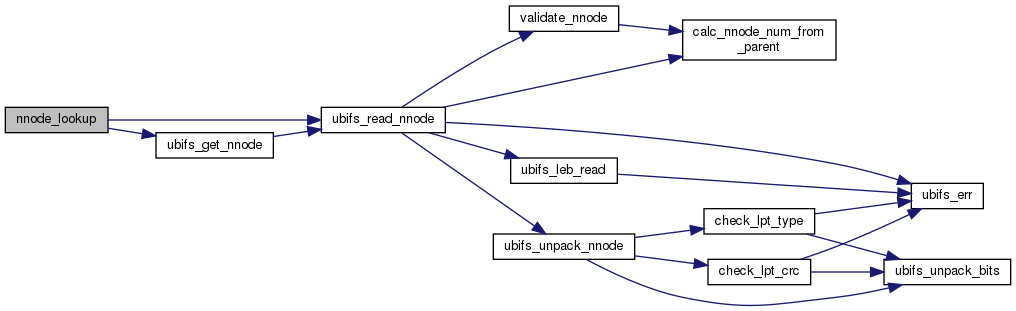 validate_nnode
calc_nnode_num_from
_parent
nnode_lookup
ubifs_read_nnode
ubifs_get_nnode
ubifs_leb_read
ubifs_err
check_lpt_type
ubifs_unpack_nnode
check_lpt_crc
ubifs_unpack_bits